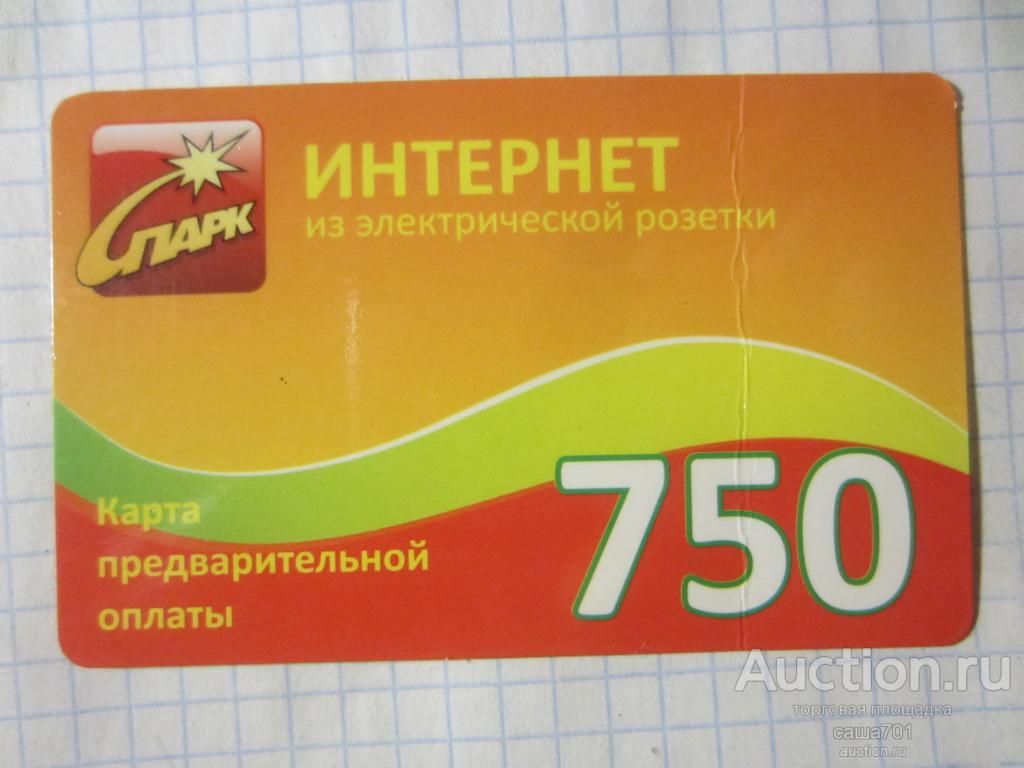 СПАРК
ИНТЕРНЕТ
из электрической розетки
Карта
предварительной
оплаты
750
Auction.ru
торговая площадка
саша701
auction.ru